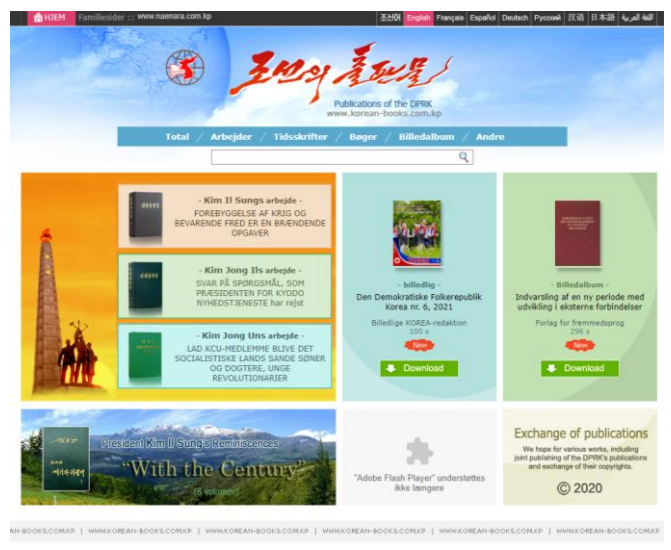 HJEM Familiesider :: www.naenara.com.kp 조선어 English Français Español Deutsch Русский 汉语 日本語 اللغة العربية
조선의 출판물
Publications of the DPRK
www.korean-books.com.kp
Total / Arbejder / Tidsskrifter / Bøger / Billedalbum / Andre
- Kim Il Sungs arbejde -
FOREBYGGELSE AF KRIG OG
BEVARENDE FRED ER EN BRÆNDENDE
OPGAVER
- Kim Jong Ils arbejde -
SVAR PÅ SPØRGSMÅL, SOM
PRÆSIDENTEN FOR KYODO
NYHEDSTJENESTE har rejst
- Kim Jong Uns arbejde -
LAD KCU-MEDLEMME BLIVE DET
SOCIALISTISKE LANDS SANDE SØNER
OG DOGTERE, UNGE
REVOLUTIONARIER
- billedlig -
Den Demokratiske Folkerepublik
Korea nr. 6, 2021
Billedlige KOREA-redaktion
100 s
New
Download
- Billedalbum -
Indvarsling af en ny periode med
udvikling i eksterne forbindelser
Forlag for fremmedsprog
296 s
New
Download
President Kim Il Sung's Reminiscences
"With the Century"
(8 volumes)
"Adobe Flash Player" understøttes
ikke længere
Exchange of publications
We hope for various works, including
joint publishing of the DPRK's publications
and exchange of their copyrights.
© 2020
AN-BOOKS.COM.KP | WWW.KOREAN-BOOKS.COM.KP | WWW.KOREAN-BOOKS.COM.KP | WWW.KOREAN-BOOKS.COM.KP | WWW.KOREAN-BOOKS.COM.KP | WWW.KOREAN-BOOKS.COM.KP